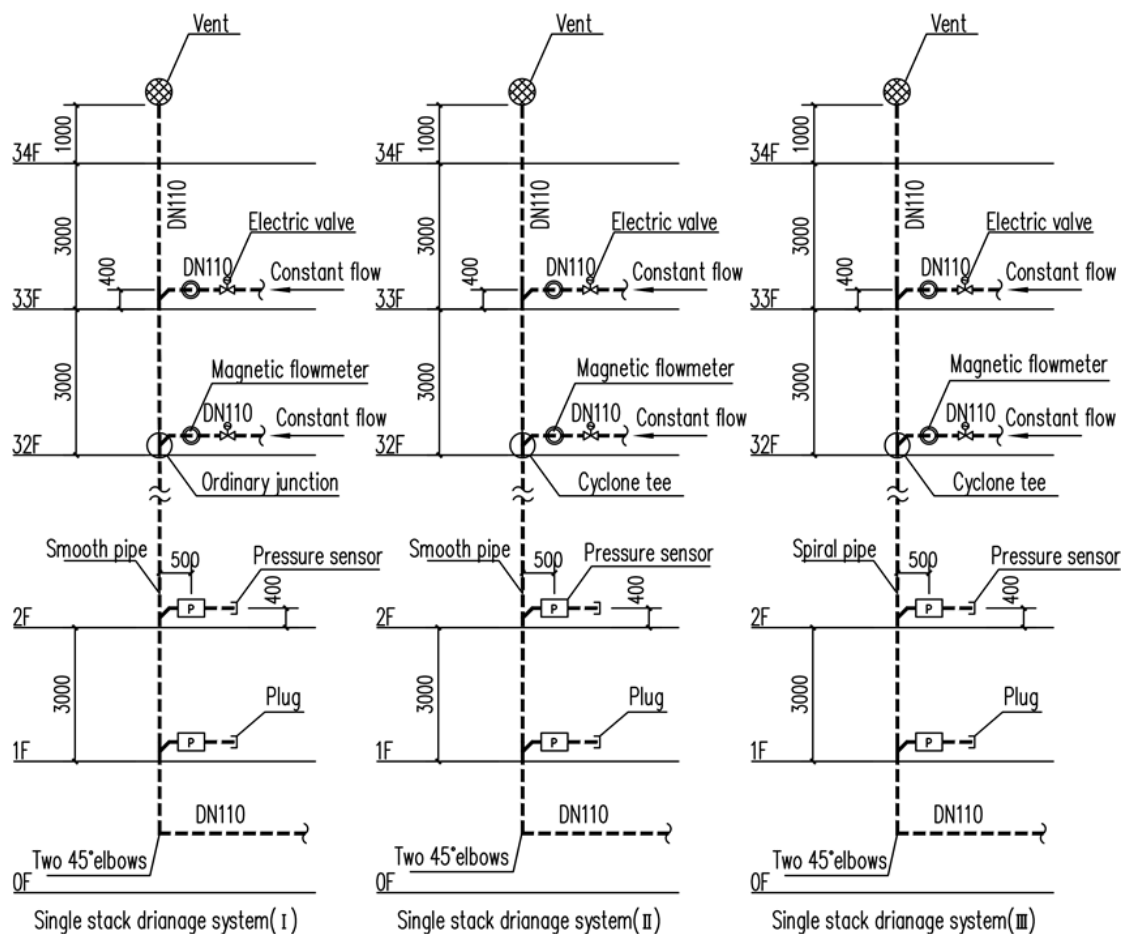 Vent
Vent
Vent
1000
1000
1000
34F
34F
34F
3000
DN110
3000
DN110
3000
DN110
Electric valve
Electric valve
Electric valve
400
DN110
Constant flow
400
DN110
Constant flow
400
DN110
Constant flow
33F
33F
33F
3000
3000
3000
Magnetic flowmeter
Magnetic flowmeter
Magnetic flowmeter
DN110
Constant flow
DN110
Constant flow
DN110
Constant flow
32F
32F
32F
Ordinary junction
Cyclone tee
Cyclone tee
Smooth pipe
500
Pressure sensor
Smooth pipe
500
Pressure sensor
Spiral pipe
500
Pressure sensor
P
400
P
400
P
400
2F
2F
2F
3000
3000
3000
Plug
Plug
Plug
P
P
P
1F
1F
1F
DN110
DN110
DN110
Two 45°elbows
Two 45°elbows
Two 45°elbows
0F
0F
0F
Single stack drianage system(Ⅰ)
Single stack drianage system(Ⅱ)
Single stack drianage system(Ⅲ)